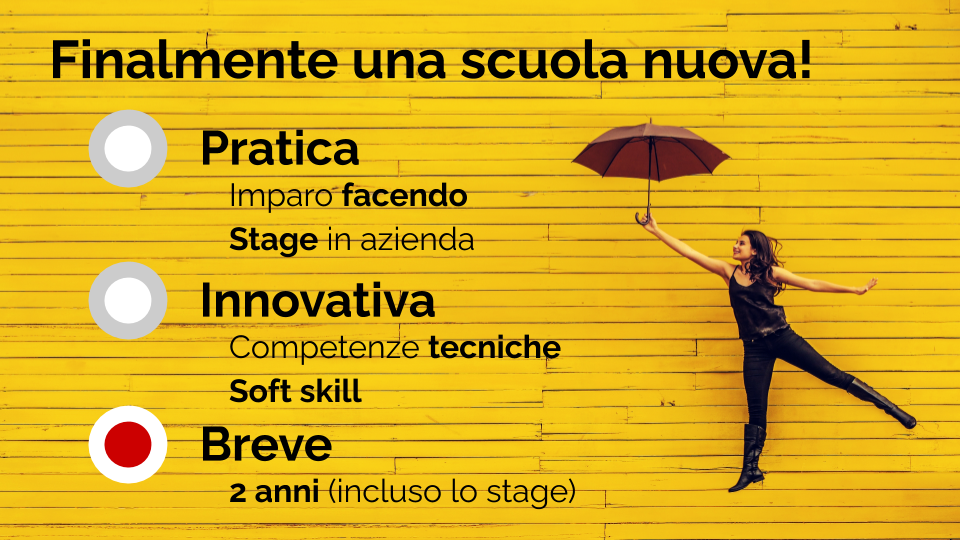 Finalmente una scuola nuova!
Pratica
Imparo facendo
Stage in azienda
Innovativa
Competenze tecniche
Soft skill
Breve
2 anni (incluso lo stage)